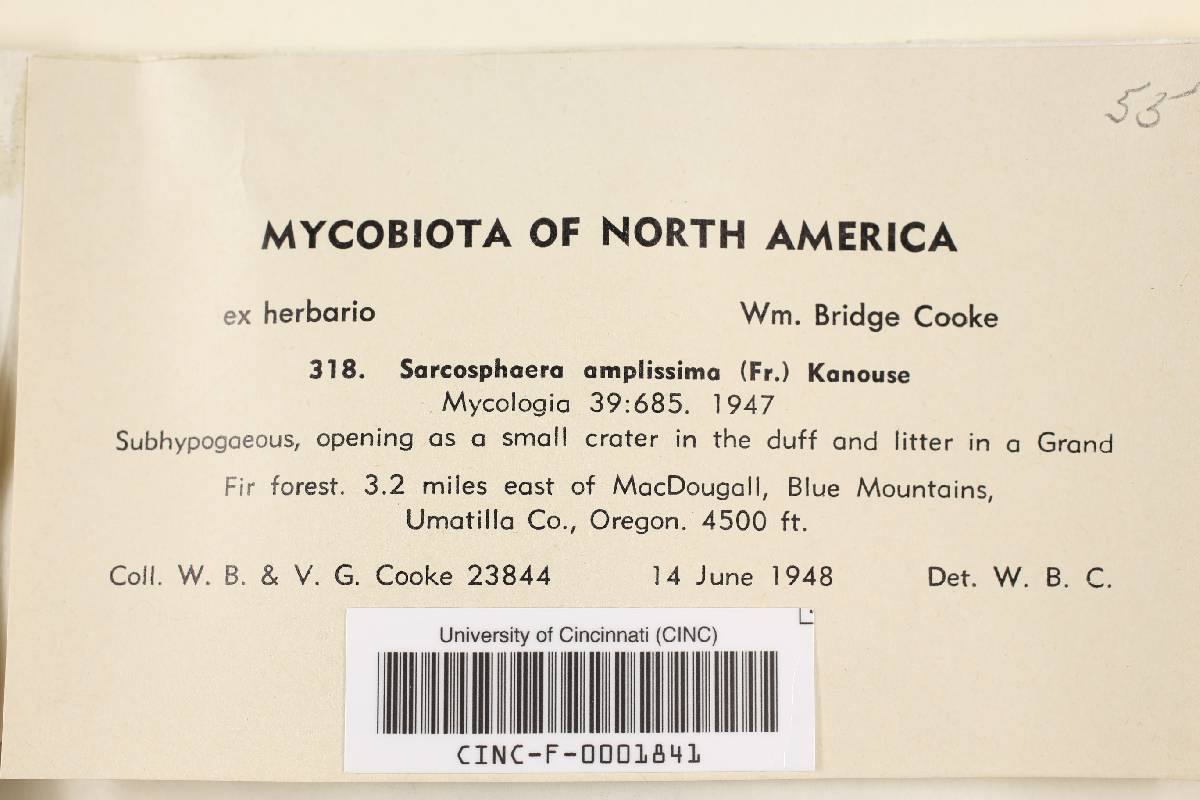 55
MYCOBIOTA OF NORTH AMERICA
ex herbario Wm. Bridge Cooke
318. Sarcosphaera amplissima (Fr.) Kanouse
Mycologia 39:685. 1947
Subhypogaeous, opening as a small crater in the duff and litter in a Grand
Fir forest. 3.2 miles east of MacDougall, Blue Mountains,
Umatilla Co., Oregon. 4500 ft.
Coll. W. B. & V. G. Cooke 23844 14 June 1948 Det. W. B. C.
University of Cincinnati (CINC)
CINC-F-0001841